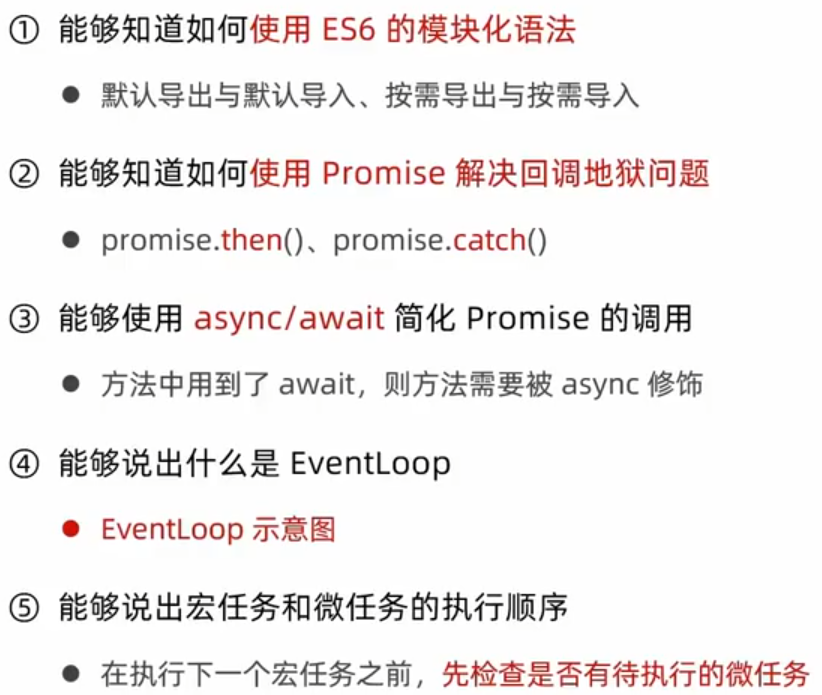 ① 能够知道如何使用 ES6 的模块化语法
● 默认导出与默认导入、按需导出与按需导入
② 能够知道如何使用 Promise 解决回调地狱问题
● promise.then()、promise.catch()
③ 能够使用 async/await 简化 Promise 的调用
● 方法中用到了 await，则方法需要被 async 修饰
④ 能够说出什么是 EventLoop
● EventLoop 示意图
⑤ 能够说出宏任务和微任务的执行顺序
● 在执行下一个宏任务之前，先检查是否有待执行的微任务